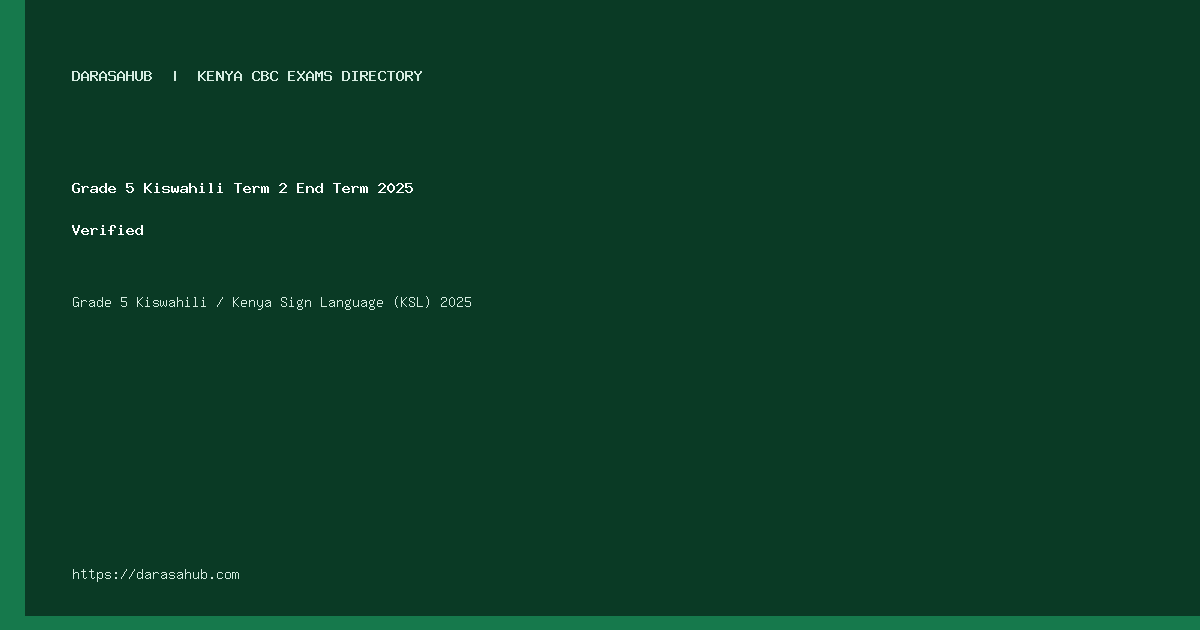 DARASAHUB | KENYA CBC EXAMS DIRECTORY
Grade 5 Kiswahili Term 2 End Term 2025
Verified
Grade 5 Kiswahili / Kenya Sign Language (KSL) 2025
https://darasahub.com